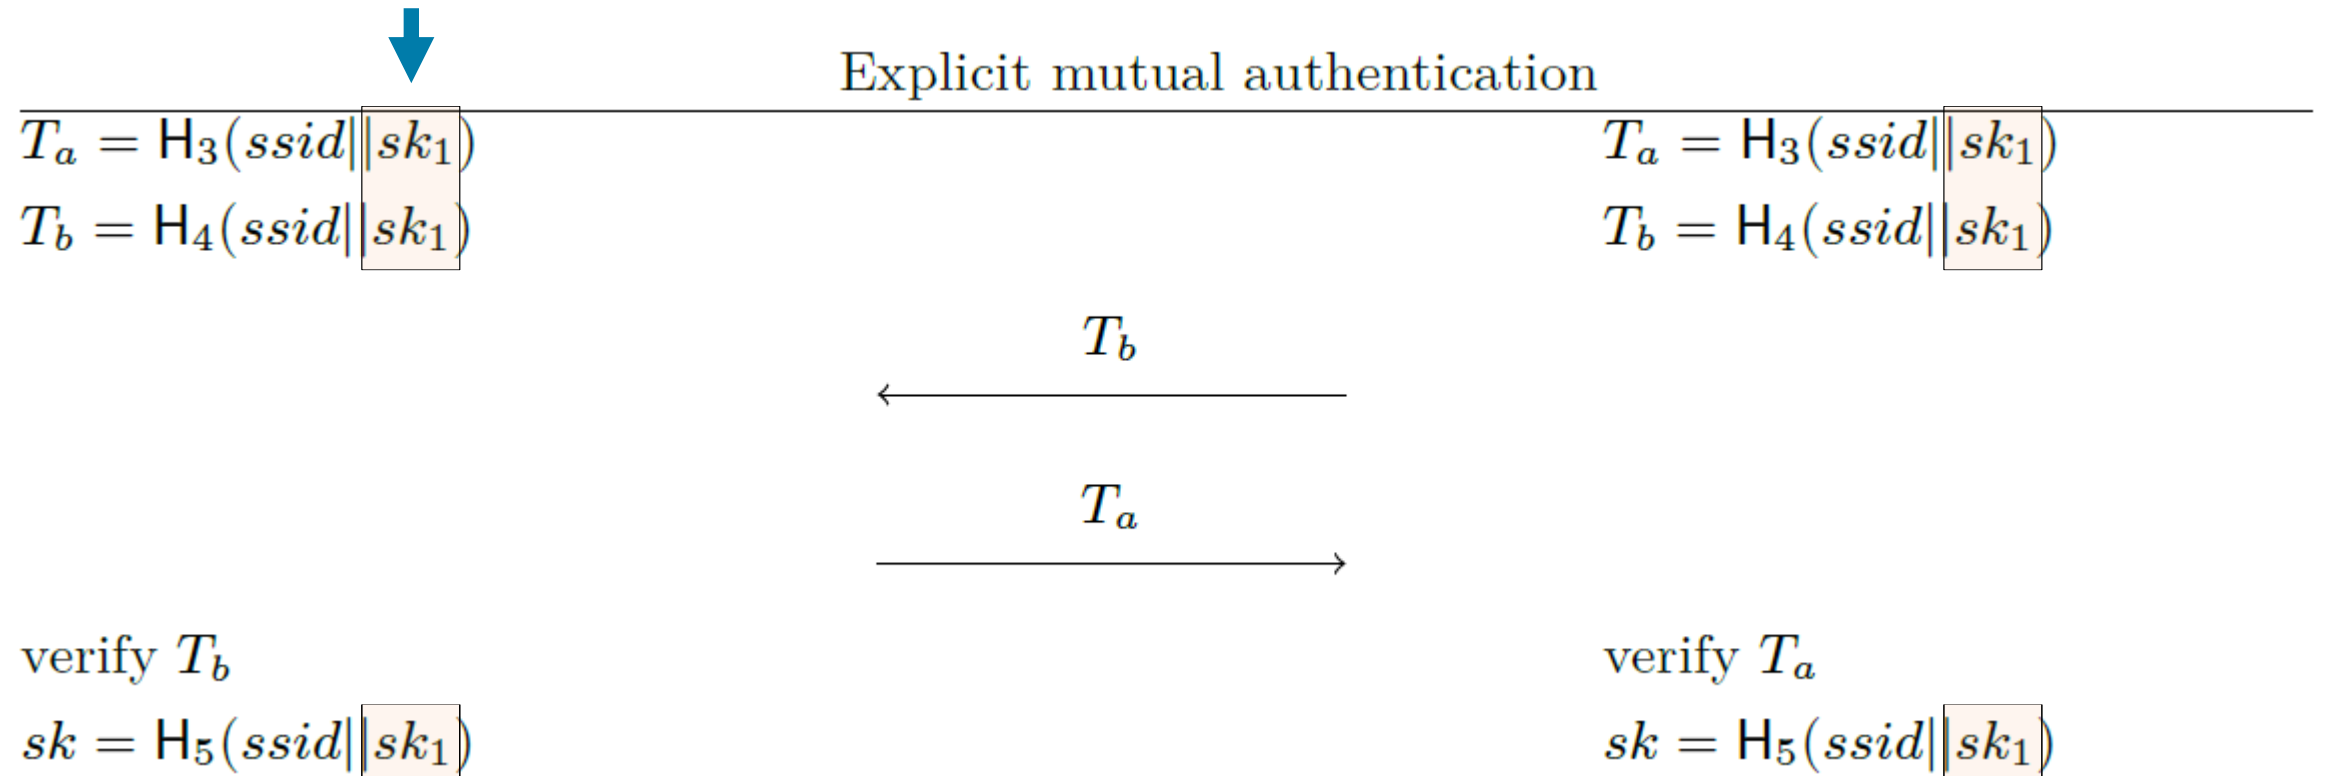 Explicit mutual authentication
T_a = H_3(ssid||sk_1) T_a = H_3(ssid||sk_1)
T_b = H_4(ssid||sk_1) T_b = H_4(ssid||sk_1)
T_b
T_a
verify T_b verify T_a
sk = H_5(ssid||sk_1) sk = H_5(ssid||sk_1)